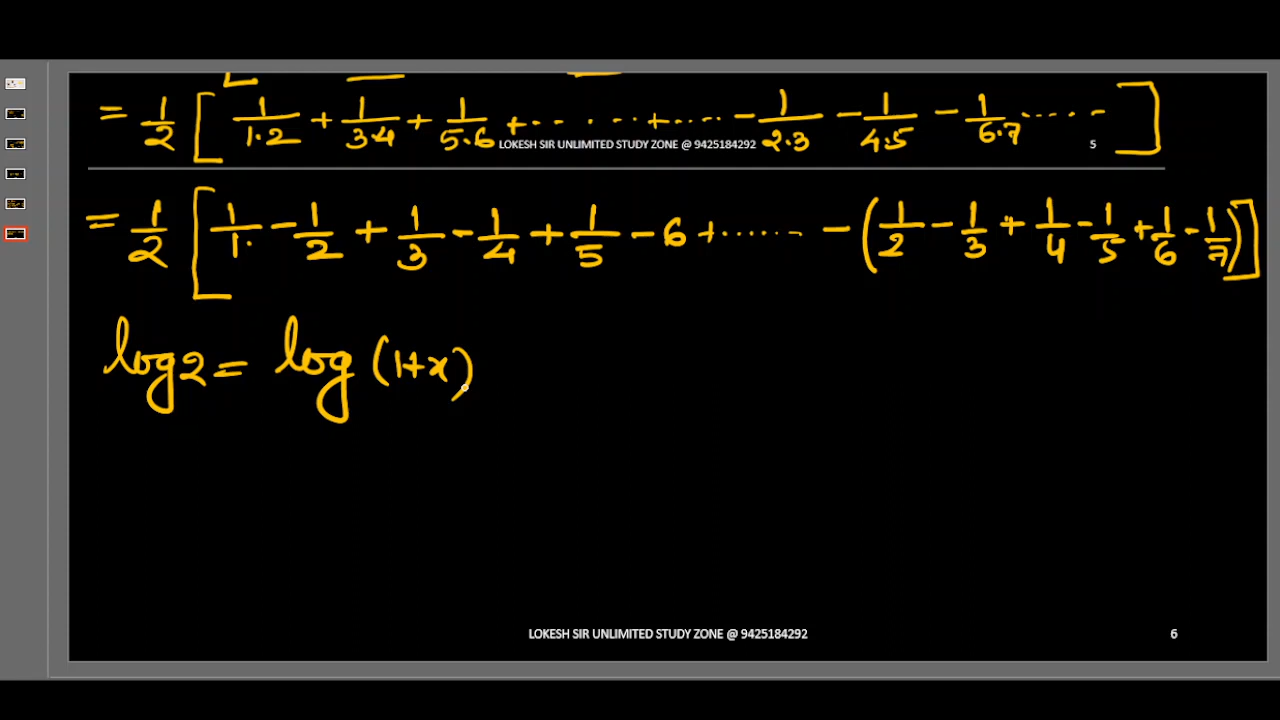 = 1/2 [ 1/1.2 + 1/3.4 + 1/5.6 + ......... + ..... - 1/2.3 - 1/4.5 - 1/6.7 ..... ]
LOKESH SIR UNLIMITED STUDY ZONE @ 9425184292 5
= 1/2 [ 1/1. - 1/2 + 1/3 - 1/4 + 1/5 - 6 + ....... - (1/2 - 1/3 + 1/4 - 1/5 + 1/6 - 1/7) ]
log2 = log (1+x)
LOKESH SIR UNLIMITED STUDY ZONE @ 9425184292 6